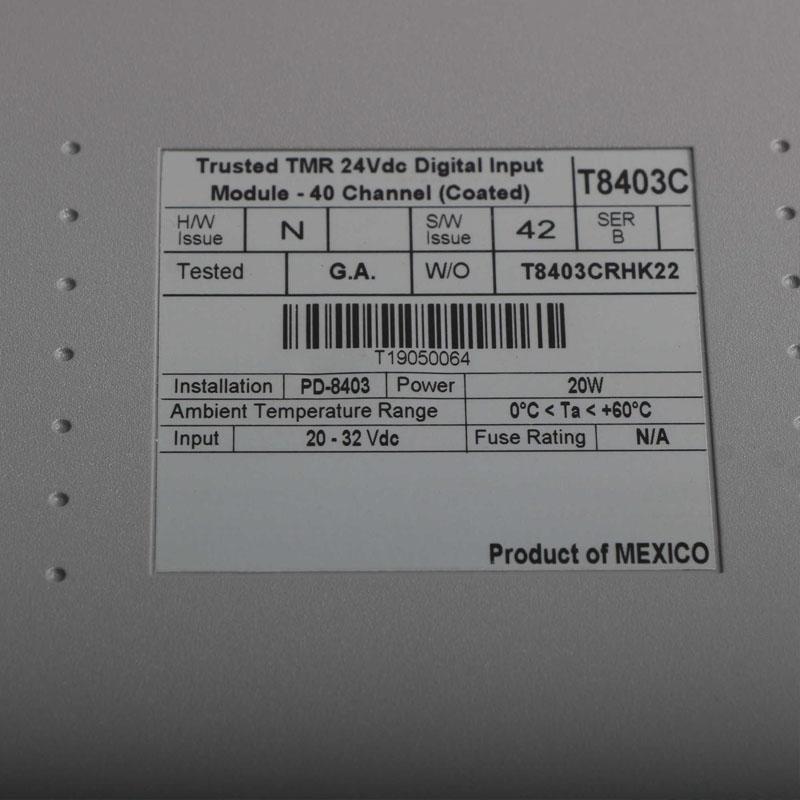 Trusted TMR 24Vdc Digital Input
Module - 40 Channel (Coated)
T8403C
H/W
Issue
N
S/W
Issue
42
SER
B
Tested
G.A.
W/O
T8403CRHK22
T19050064
Installation PD-8403 Power 20W
Ambient Temperature Range 0°C < Ta < +60°C
Input 20 - 32 Vdc Fuse Rating N/A
Product of MEXICO